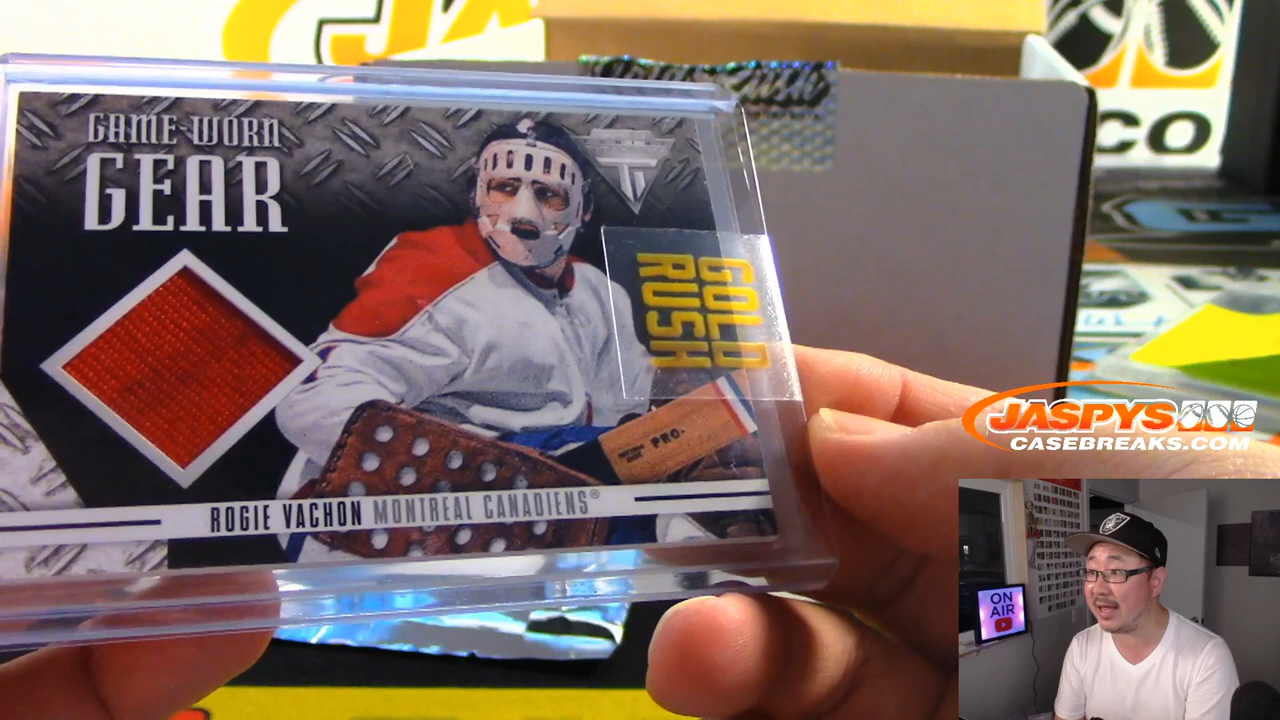 GAME-WORN
GEAR
GOLD
RUSH
PRO.
ROGIE VACHON MONTREAL CANADIENS®
CO
JASPYS
CASEBREAKS.COM
ON
AIR